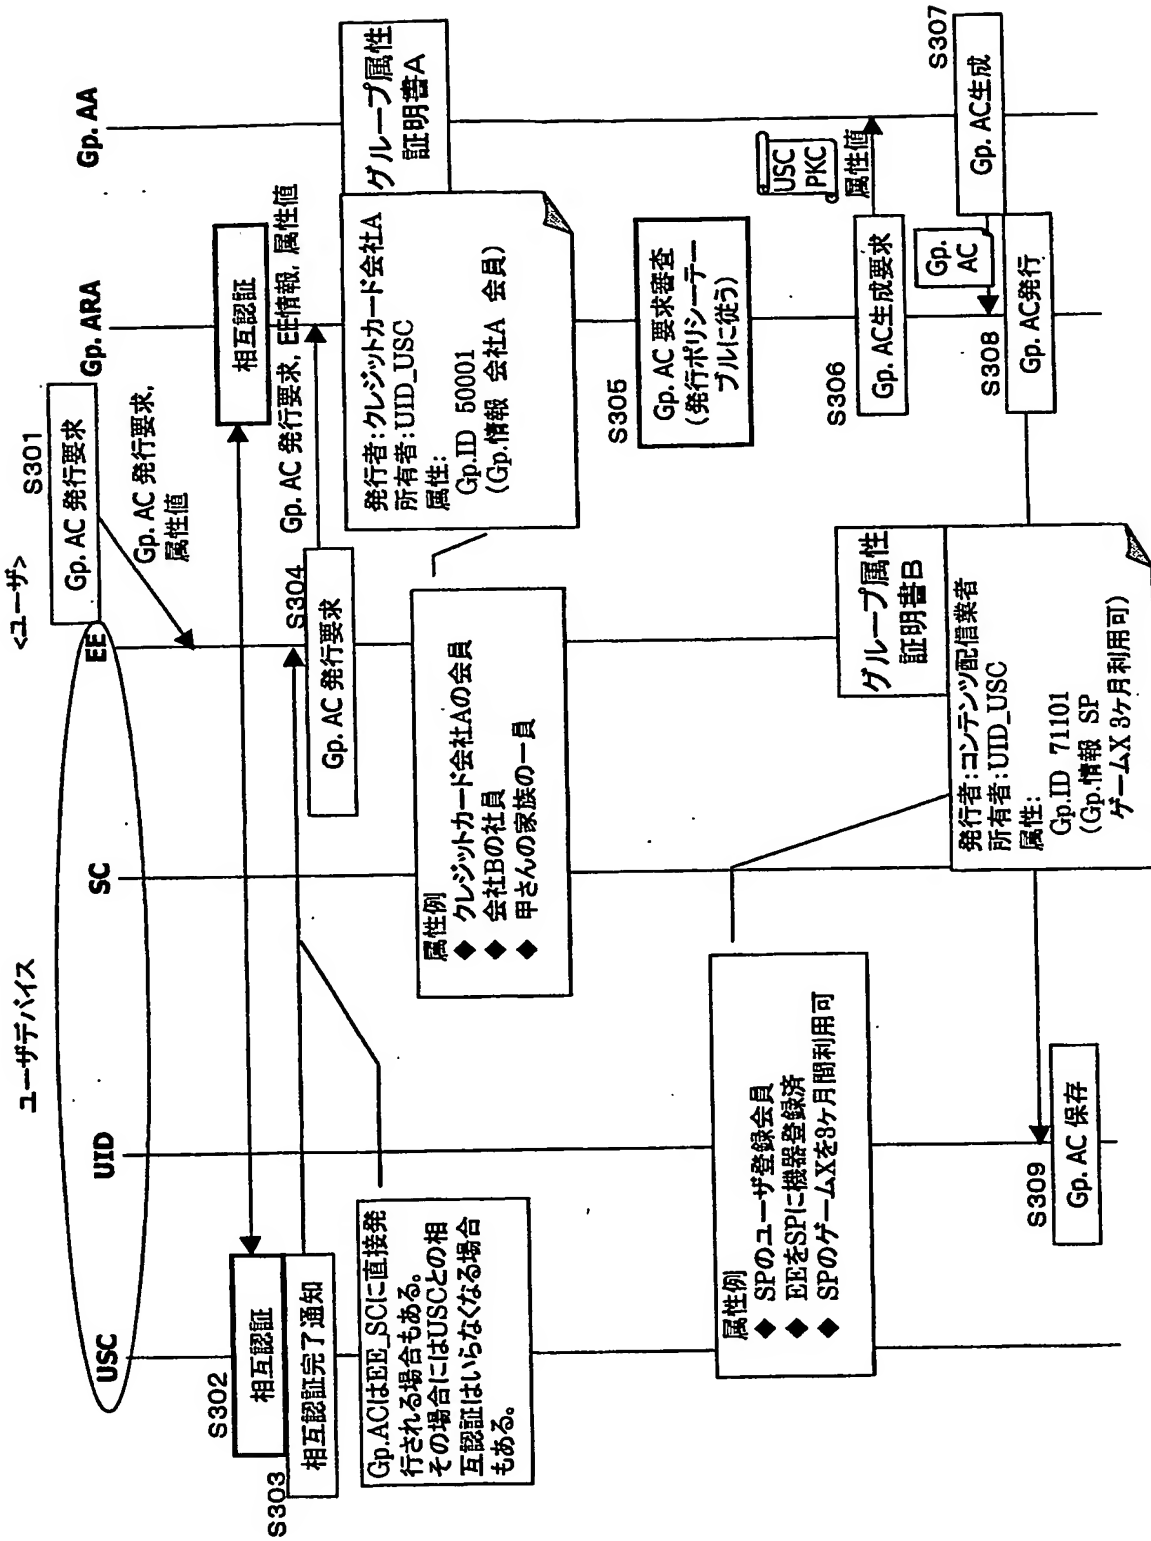 ユーザデバイス
<ユーザ>
USC
UID
SC
EE
Gp. ARA
Gp. AA
S301
Gp. AC 発行要求
Gp. AC 発行要求,
属性値
S302
相互認証
相互認証
S303
相互認証完了通知
S304
Gp. AC 発行要求
Gp. AC 発行要求, EE情報, 属性値
Gp.ACはEE_SCに直接発
行される場合もある。
その場合にはUSCとの相
互認証はいらなくなる場合
もある。
属性例
◆ クレジットカード会社Aの会員
◆ 会社Bの社員
◆ 甲さんの家族の一員
グループ属性
証明書A
発行者:クレジットカード会社A
所有者:UID_USC
属性:
Gp.ID 50001
(Gp.情報 会社A 会員)
S305
Gp. AC 要求審査
(発行ポリシーテー
ブルに従う)
S306
Gp. AC生成要求
USC
PKC
属性値
S307
Gp. AC生成
Gp.
AC
S308
Gp. AC発行
属性例
◆ SPのユーザ登録会員
◆ EEをSPに機器登録済
◆ SPのゲームXを3ヶ月間利用可
グループ属性
証明書B
発行者:コンテンツ配信業者
所有者:UID_USC
属性:
Gp.ID 71101
(Gp.情報 SP
ゲームX 3ヶ月利用可)
S309
Gp. AC 保存